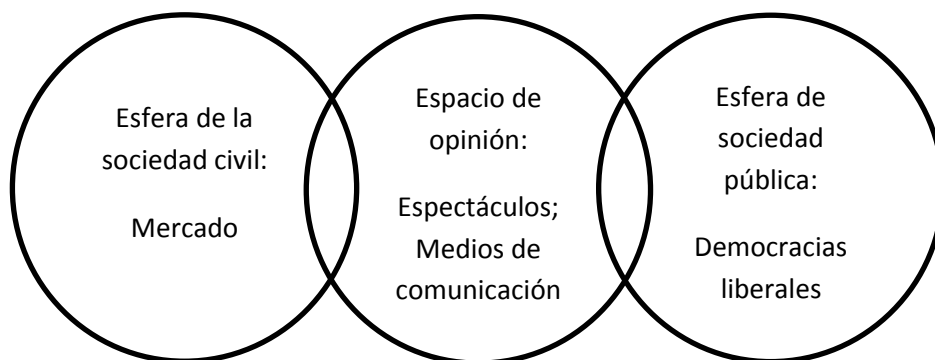 Esfera de la
sociedad civil:
Mercado
Espacio de
opinión:
Espectáculos;
Medios de
comunicación
Esfera de
sociedad
pública:
Democracias
liberales